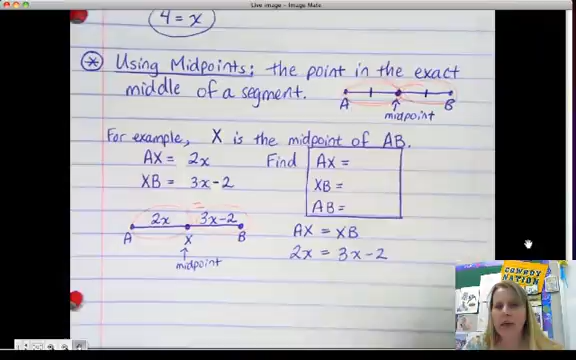 Live image - Image Mate
4 = x
* Using Midpoints: the point in the exact
middle of a segment.
A B
midpoint
For example, X is the midpoint of AB.
AX = 2x Find AX =
XB = 3x-2 XB =
AB =
=
2x 3x-2
A X B
midpoint
AX = XB
2x = 3x-2
COWBOY
NATION